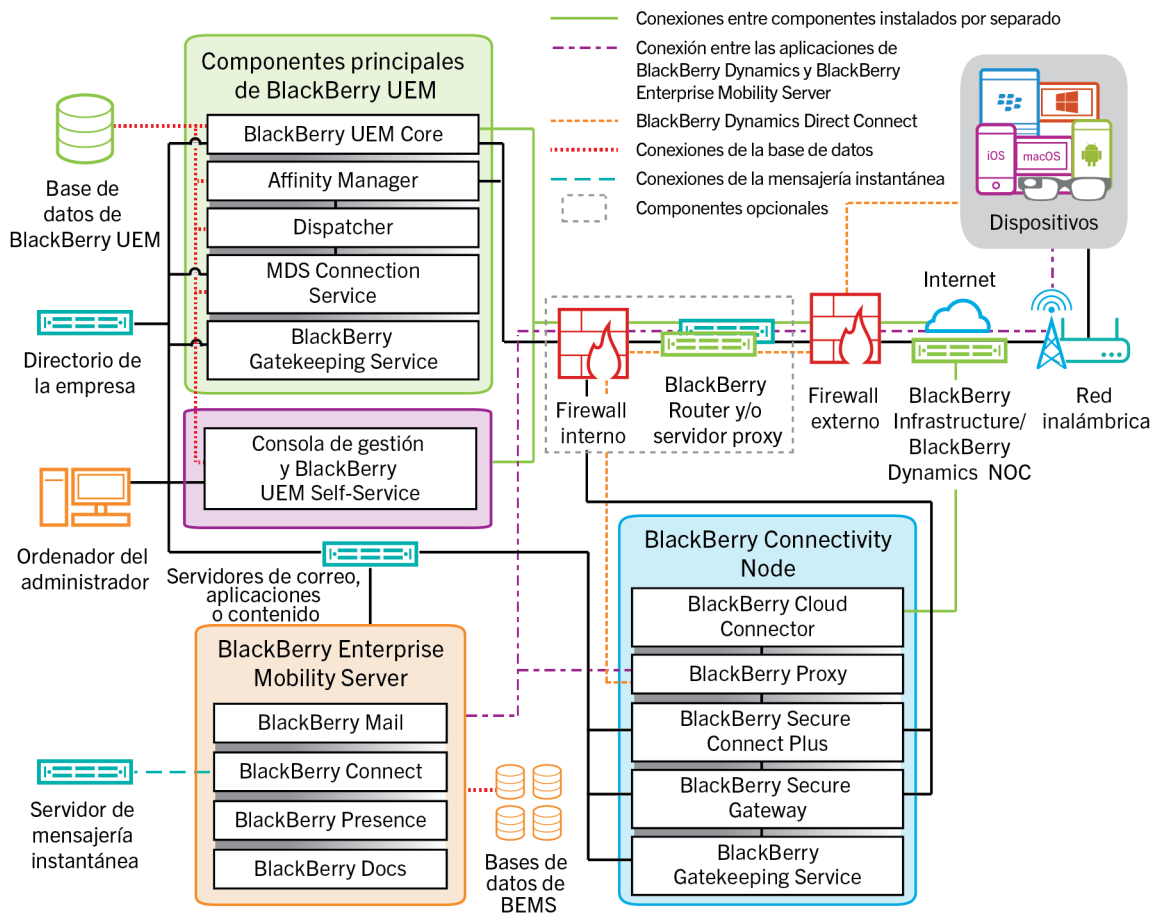 Conexiones entre componentes instalados por separado
Conexión entre las aplicaciones de
BlackBerry Dynamics y BlackBerry
Enterprise Mobility Server
BlackBerry Dynamics Direct Connect
Conexiones de la base de datos
Conexiones de la mensajería instantánea
Componentes opcionales
Componentes principales
de BlackBerry UEM
BlackBerry UEM Core
Affinity Manager
Dispatcher
MDS Connection
Service
BlackBerry
Gatekeeping Service
Base de
datos de
BlackBerry UEM
Directorio de
la empresa
Consola de gestión
y BlackBerry
UEM Self-Service
Ordenador del
administrador
iOS
macOS
Dispositivos
Internet
Firewall
interno
BlackBerry
Router y/o
servidor proxy
Firewall
externo
BlackBerry
Infrastructure/
BlackBerry
Dynamics NOC
Red
inalámbrica
Servidores de correo,
aplicaciones
o contenido
BlackBerry Enterprise
Mobility Server
BlackBerry Mail
BlackBerry Connect
BlackBerry Presence
BlackBerry Docs
Servidor de
mensajería
instantánea
Bases de
datos de
BEMS
BlackBerry Connectivity
Node
BlackBerry Cloud
Connector
BlackBerry Proxy
BlackBerry Secure
Connect Plus
BlackBerry Secure
Gateway
BlackBerry
Gatekeeping Service